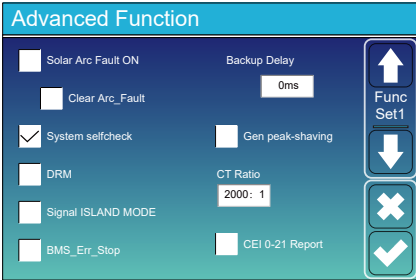 Advanced Function
Solar Arc Fault ON
Backup Delay
0ms
Clear Arc_Fault
Func
Set1
System selfcheck
Gen peak-shaving
DRM
CT Ratio
2000: 1
Signal ISLAND MODE
BMS_Err_Stop
CEI 0-21 Report